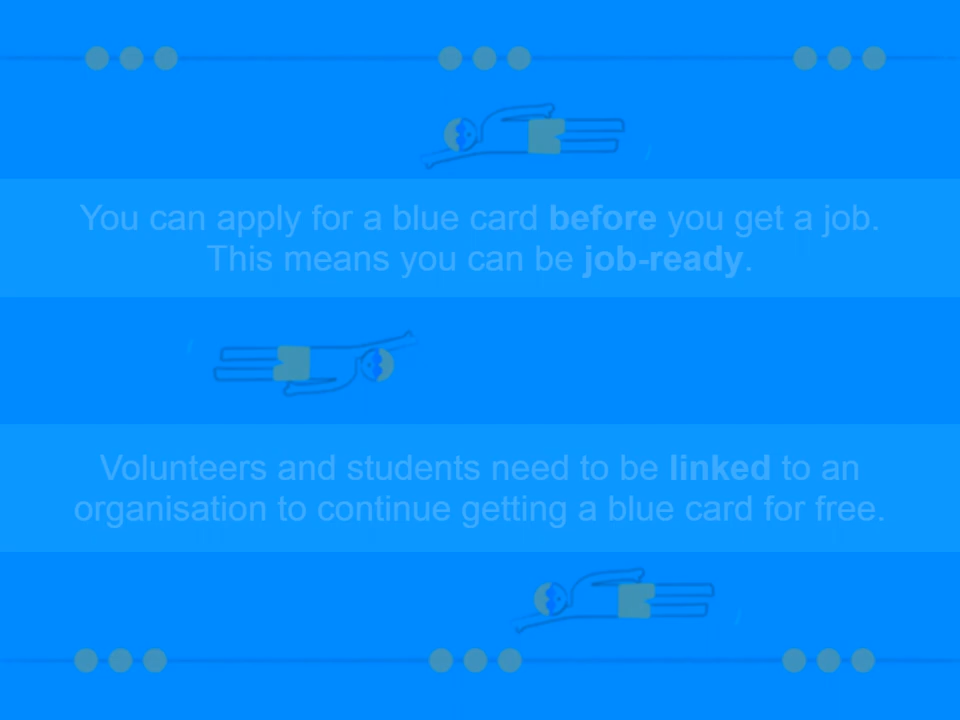 You can apply for a blue card before you get a job.
This means you can be job-ready.
Volunteers and students need to be linked to an
organisation to continue getting a blue card for free.